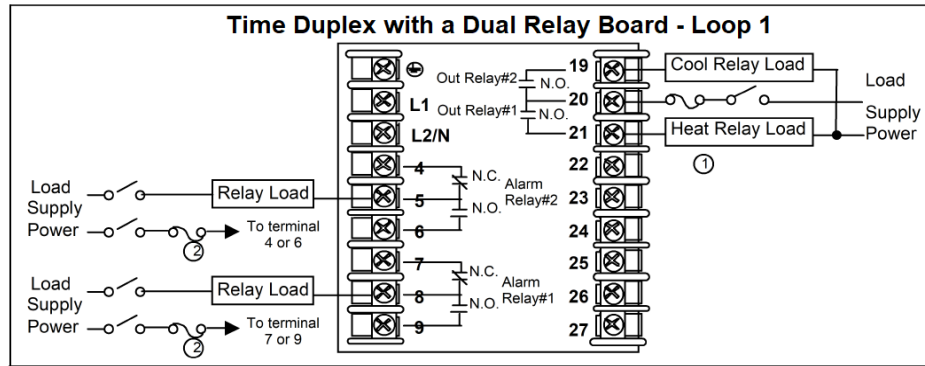 Time Duplex with a Dual Relay Board - Loop 1
L1
L2/N
4
5
6
7
8
9
N.C.
N.O.
Alarm
Relay#2
N.C.
N.O.
Alarm
Relay#1
Out Relay#2
N.O.
Out Relay#1
N.O.
19
20
21
22
23
24
25
26
27
Cool Relay Load
Heat Relay Load
1
Load
Supply
Power
Load
Supply
Power
Relay Load
2
To terminal
4 or 6
Load
Supply
Power
Relay Load
2
To terminal
7 or 9